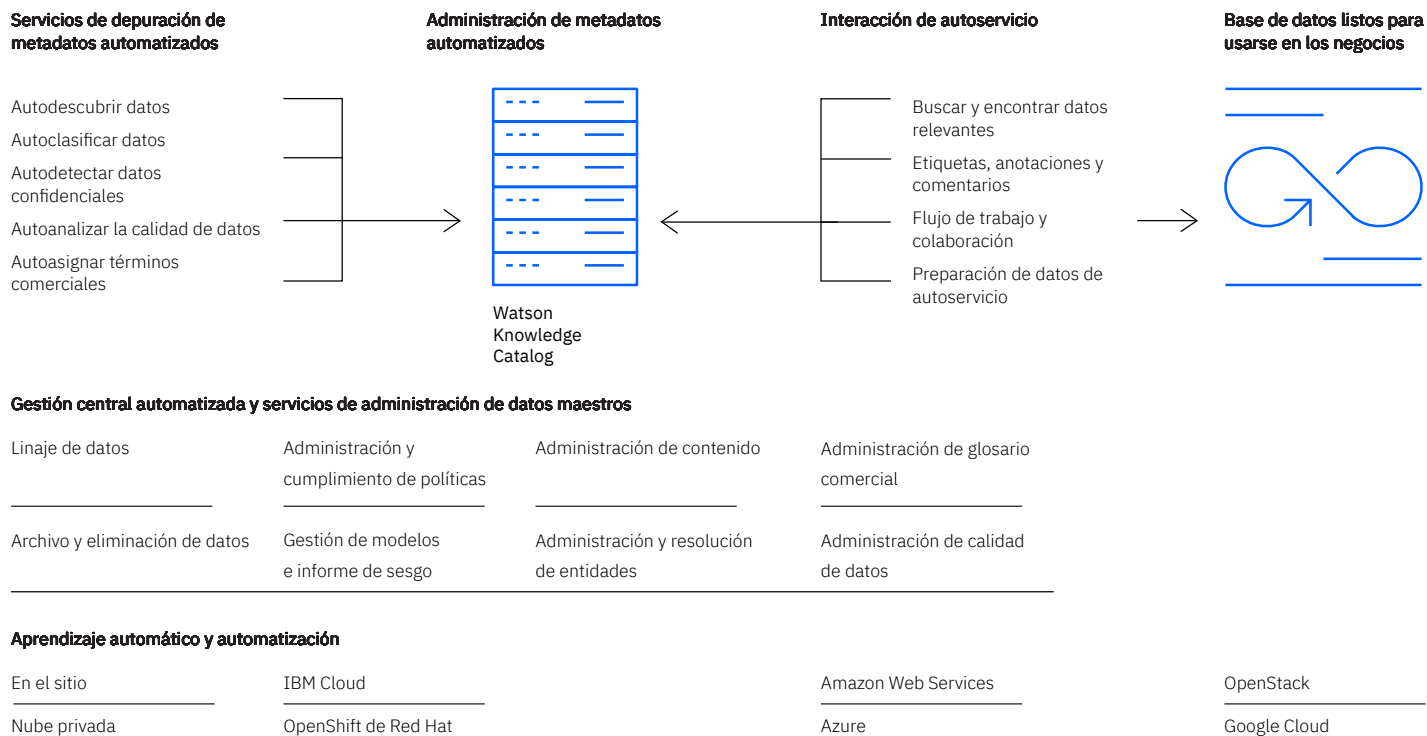 Servicios de depuración de
metadatos automatizados
Autodescubrir datos
Autoclasificar datos
Autodetectar datos
confidenciales
Autoanalizar la calidad de datos
Autoasignar términos
comerciales
Administración de metadatos
automatizados
Watson
Knowledge
Catalog
Interacción de autoservicio
Buscar y encontrar datos
relevantes
Etiquetas, anotaciones y
comentarios
Flujo de trabajo y
colaboración
Preparación de datos de
autoservicio
Base de datos listos para
usarse en los negocios
Gestión central automatizada y servicios de administración de datos maestros
Linaje de datos
Administración y
cumplimiento de políticas
Administración de contenido
Administración de glosario
comercial
Archivo y eliminación de datos
Gestión de modelos
e informe de sesgo
Administración y resolución
de entidades
Administración de calidad
de datos
Aprendizaje automático y automatización
En el sitio
IBM Cloud
Amazon Web Services
OpenStack
Nube privada
OpenShift de Red Hat
Azure
Google Cloud